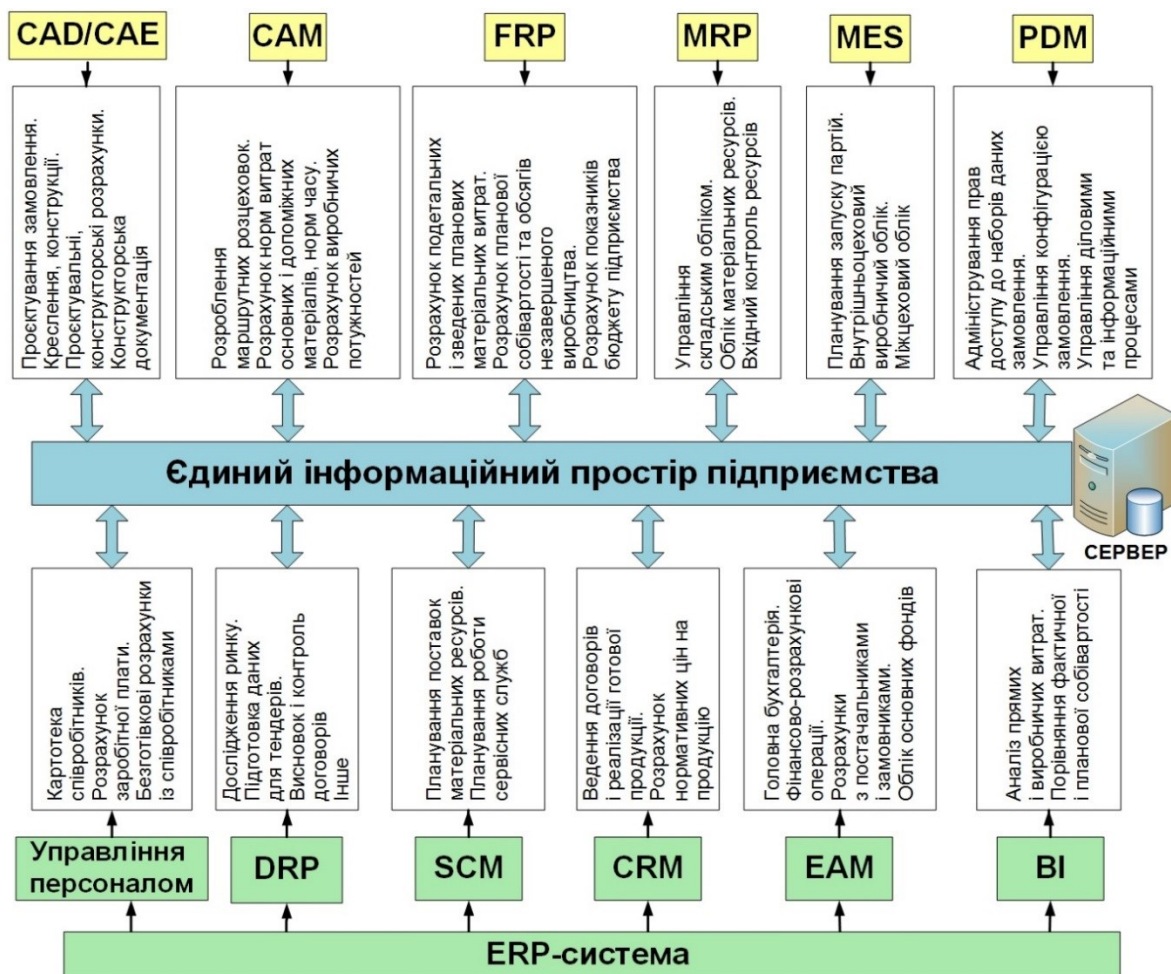 CAD/CAE
CAM
FRP
MRP
MES
PDM
Проєктування замовлення.
Креслення, конструкції.
Проєктувальні,
конструкторські розрахунки.
Конструкторська
документація
Розроблення
маршрутних розцеховок.
Розрахунок норм витрат
основних і допоміжних
матеріалів, норм часу.
Розрахунок виробничих
потужностей
Розрахунок подетальних
і зведених планових
матеріальних витрат.
Розрахунок планової
собівартості та обсягів
незавершеного
виробництва.
Розрахунок показників
бюджету підприємства
Управління
складським обліком.
Облік матеріальних ресурсів.
Вхідний контроль ресурсів
Планування запуску партій.
Внутрішньоцеховий
виробничий облік.
Міжцеховий облік
Адміністрування прав
доступу до наборів даних
замовлення.
Управління конфігурацією
замовлення.
Управління діловими
та інформаційними
процесами
Єдиний інформаційний простір підприємства
СЕРВЕР
Картотека
співробітників.
Розрахунок
заробітної плати.
Безготівкові розрахунки
із співробітниками
Дослідження ринку.
Підготовка даних
для тендерів.
Висновок і контроль
договорів
Інше
Планування поставок
матеріальних ресурсів.
Планування роботи
сервісних служб
Ведення договорів
і реалізації готової
продукції.
Розрахунок
нормативних цін на
продукцію
Головна бухгалтерія.
Фінансово-розрахункові
операції.
Розрахунки
з постачальниками
і замовниками.
Облік основних фондів
Аналіз прямих
і виробничих витрат.
Порівняння фактичної
і планової собівартості
Управління
персоналом
DRP
SCM
CRM
EAM
BI
ERP-система